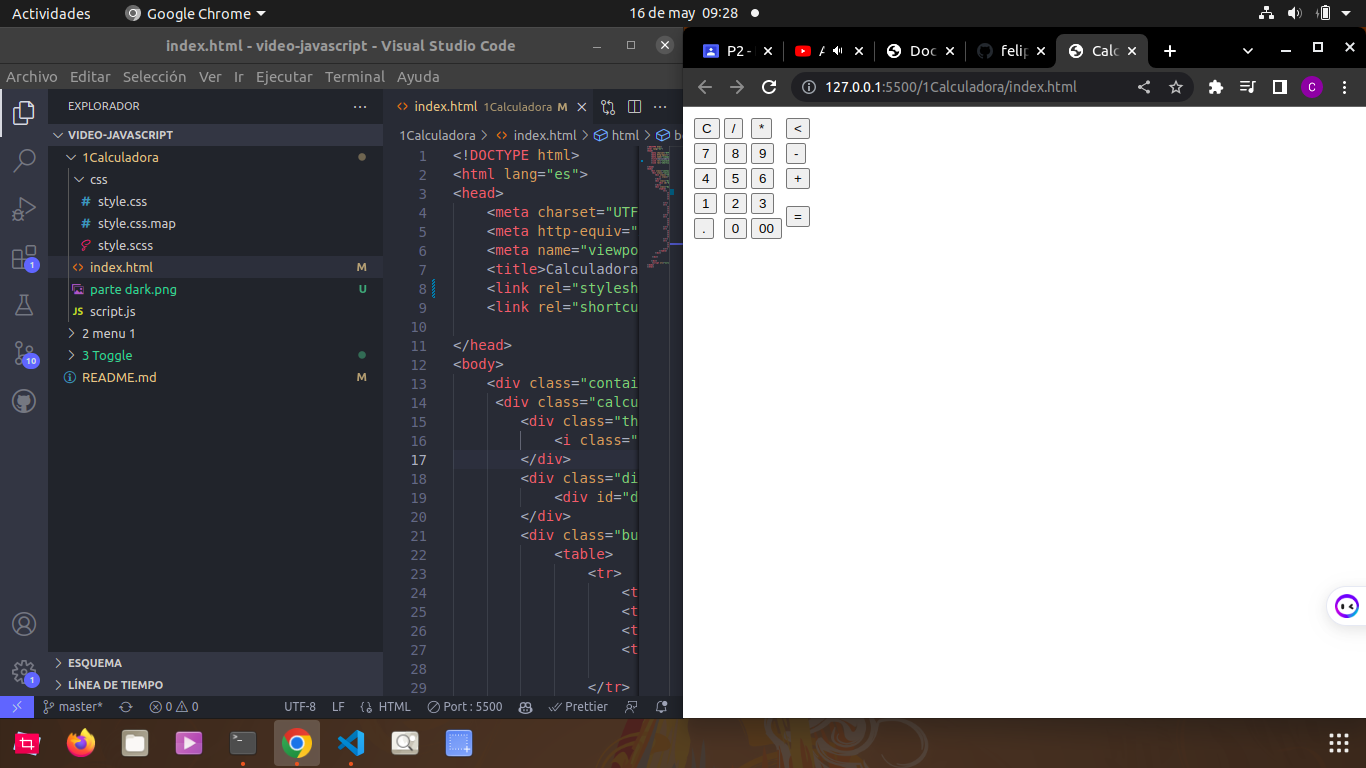 Actividades
Google Chrome
16 de may 09:28
index.html - video-javascript - Visual Studio Code
Archivo Editar Selección Ver Ir Ejecutar Terminal Ayuda
EXPLORADOR
VIDEO-JAVASCRIPT
1Calculadora
css
# style.css
# style.css.map
style.scss
index.html M
parte dark.png U
JS script.js
2 menu 1
3 Toggle
README.md M
ESQUEMA
LÍNEA DE TIEMPO
1
10
1
index.html 1Calculadora M
1Calculadora > index.html > html > b
1 <!DOCTYPE html>
2 <html lang="es">
3 <head>
4 <meta charset="UTF
5 <meta http-equiv="
6 <meta name="viewpo
7 <title>Calculadora
8 <link rel="stylesh
9 <link rel="shortcu
10
11 </head>
12 <body>
13 <div class="contai
14 <div class="calcu
15 <div class="th
16 <i class="
17 </div>
18 <div class="di
19 <div id="d
20 </div>
21 <div class="bu
22 <table>
23 <tr>
24 <t
25 <t
26 <t
27 <t
28
29 </tr>
master* 0 0 UTF-8 LF HTML Port : 5500 Prettier
P2 - A Doc felip Calc
127.0.0.1:5500/1Calculadora/index.html
C
C / * <
7 8 9 -
4 5 6 +
1 2 3
=
. 0 00